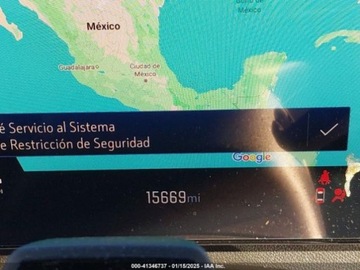 México
Guadalajara
Ciudad de
México
é Servicio al Sistema
e Restricción de Seguridad
Google
15669mi
000-41346737 - 01/15/2025 - IAA Inc.